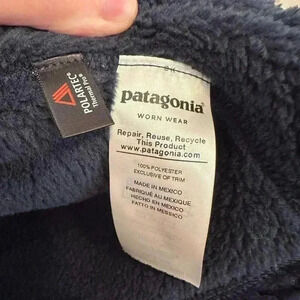 POLARTEC®
Thermal Pro®
patagonia®
WORN WEAR
Repair, Reuse, Recycle
This Product
www.patagonia.com
100% POLYESTER
EXCLUSIVE OF TRIM
MADE IN MEXICO
FABRIQUÉ AU MEXIQUE
HECHO EN MÉXICO
FATTO IN MESSICO